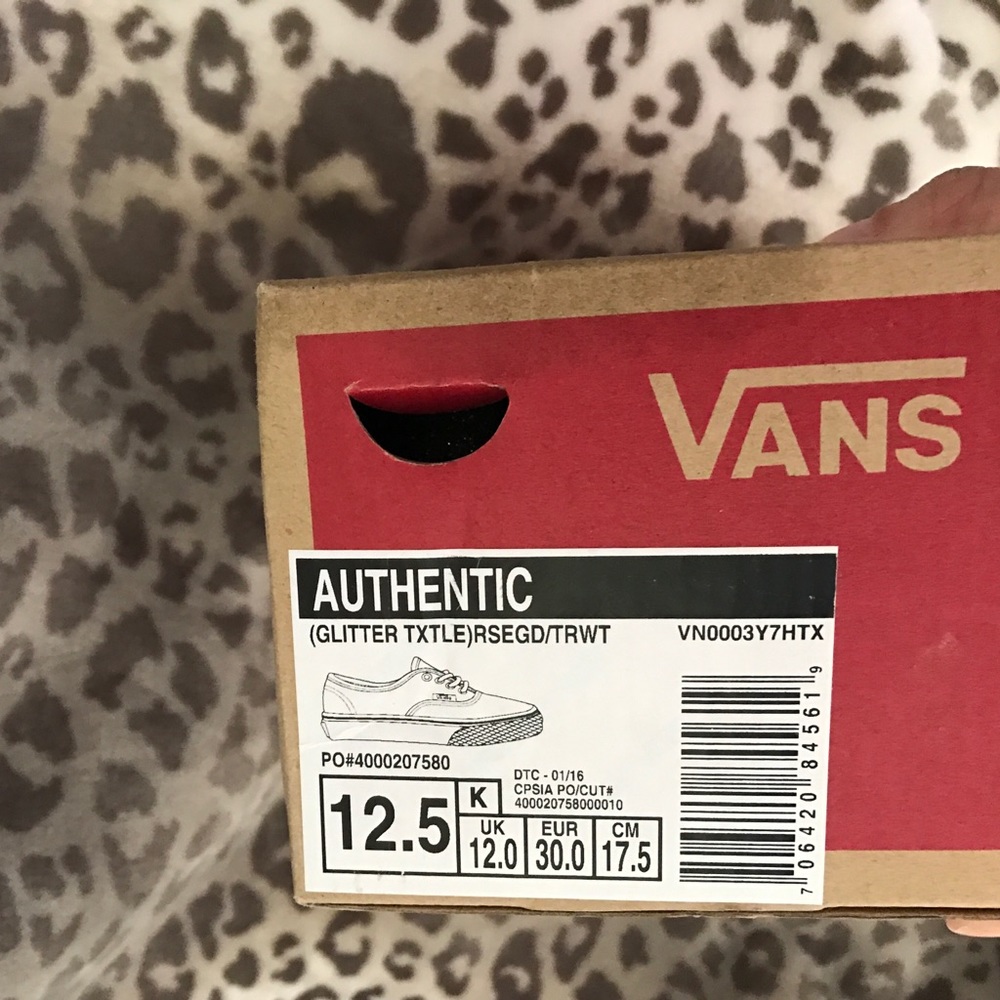 VANS
AUTHENTIC
(GLITTER TXTLE)RSEGD/TRWT
VN0003Y7HTX
PO#4000207580
DTC - 01/16
CPSIA PO/CUT#
400020758000010
12.5
K
UK
12.0
EUR
30.0
CM
17.5
7 06420 84561 9